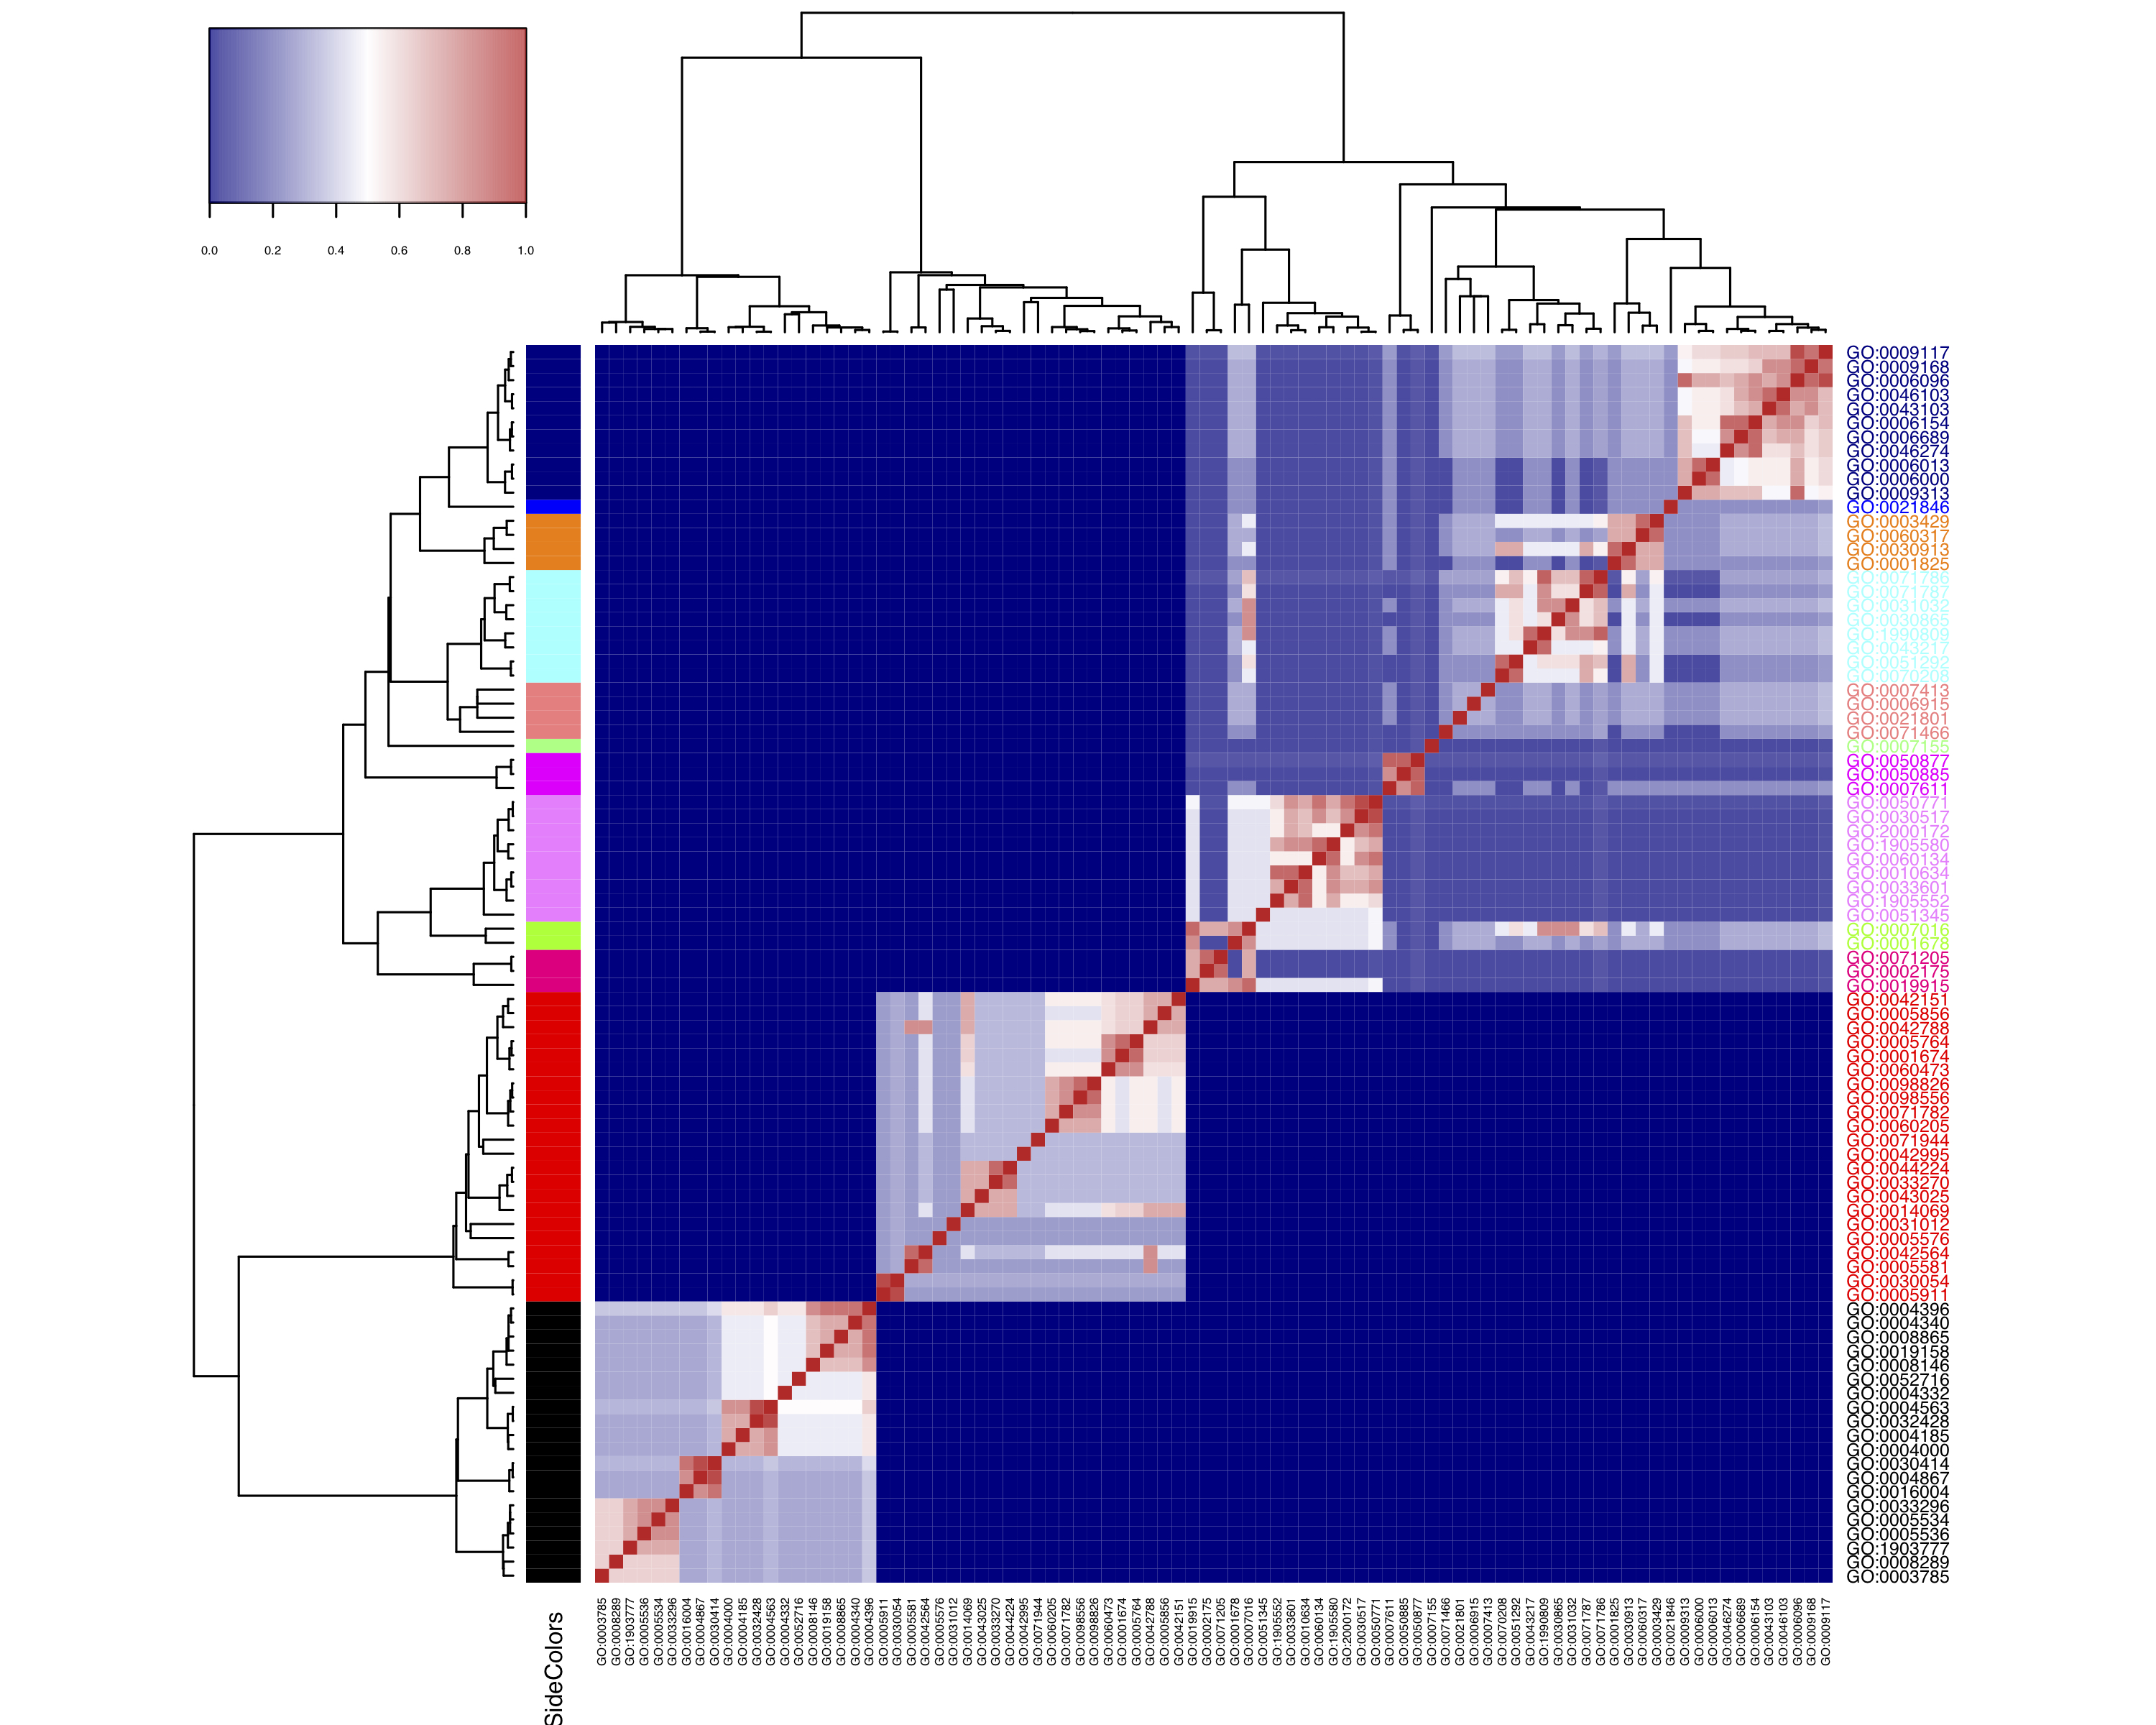 0.0 0.2 0.4 0.6 0.8 1.0
GO:0009117
GO:0009168
GO:0006096
GO:0046103
GO:0043103
GO:0006154
GO:0006689
GO:0046274
GO:0006013
GO:0006000
GO:0009313
GO:0021846
GO:0003429
GO:0060317
GO:0030913
GO:0001825
GO:0071786
GO:0071787
GO:0031032
GO:0030865
GO:1990809
GO:0043217
GO:0051292
GO:0070208
GO:0007413
GO:0006915
GO:0021801
GO:0071466
GO:0007155
GO:0050877
GO:0050885
GO:0007611
GO:0050771
GO:0030517
GO:2000172
GO:1905580
GO:0060134
GO:0010634
GO:0033601
GO:1905552
GO:0051345
GO:0007016
GO:0001678
GO:0071205
GO:0002175
GO:0019915
GO:0042151
GO:0005856
GO:0042788
GO:0005764
GO:0001674
GO:0060473
GO:0098826
GO:0098556
GO:0071782
GO:0060205
GO:0071944
GO:0042995
GO:0044224
GO:0033270
GO:0043025
GO:0014069
GO:0031012
GO:0005576
GO:0042564
GO:0005581
GO:0030054
GO:0005911
GO:0004396
GO:0004340
GO:0008865
GO:0019158
GO:0008146
GO:0052716
GO:0004332
GO:0004563
GO:0032428
GO:0004185
GO:0004000
GO:0030414
GO:0004867
GO:0016004
GO:0033296
GO:0005534
GO:0005536
GO:1903777
GO:0008289
GO:0003785
SideColors
GO:0003785
GO:0008289
GO:1903777
GO:0005536
GO:0005534
GO:0033296
GO:0016004
GO:0004867
GO:0030414
GO:0004000
GO:0004185
GO:0032428
GO:0004563
GO:0004332
GO:0052716
GO:0008146
GO:0019158
GO:0008865
GO:0004340
GO:0004396
GO:0005911
GO:0030054
GO:0005581
GO:0042564
GO:0005576
GO:0031012
GO:0014069
GO:0043025
GO:0033270
GO:0044224
GO:0042995
GO:0071944
GO:0060205
GO:0071782
GO:0098556
GO:0098826
GO:0060473
GO:0001674
GO:0005764
GO:0042788
GO:0005856
GO:0042151
GO:0019915
GO:0002175
GO:0071205
GO:0001678
GO:0007016
GO:0051345
GO:1905552
GO:0033601
GO:0010634
GO:0060134
GO:1905580
GO:2000172
GO:0030517
GO:0050771
GO:0007611
GO:0050885
GO:0050877
GO:0007155
GO:0071466
GO:0021801
GO:0006915
GO:0007413
GO:0070208
GO:0051292
GO:0043217
GO:1990809
GO:0030865
GO:0031032
GO:0071787
GO:0071786
GO:0001825
GO:0030913
GO:0060317
GO:0003429
GO:0021846
GO:0009313
GO:0006000
GO:0006013
GO:0046274
GO:0006689
GO:0006154
GO:0043103
GO:0046103
GO:0006096
GO:0009168
GO:0009117